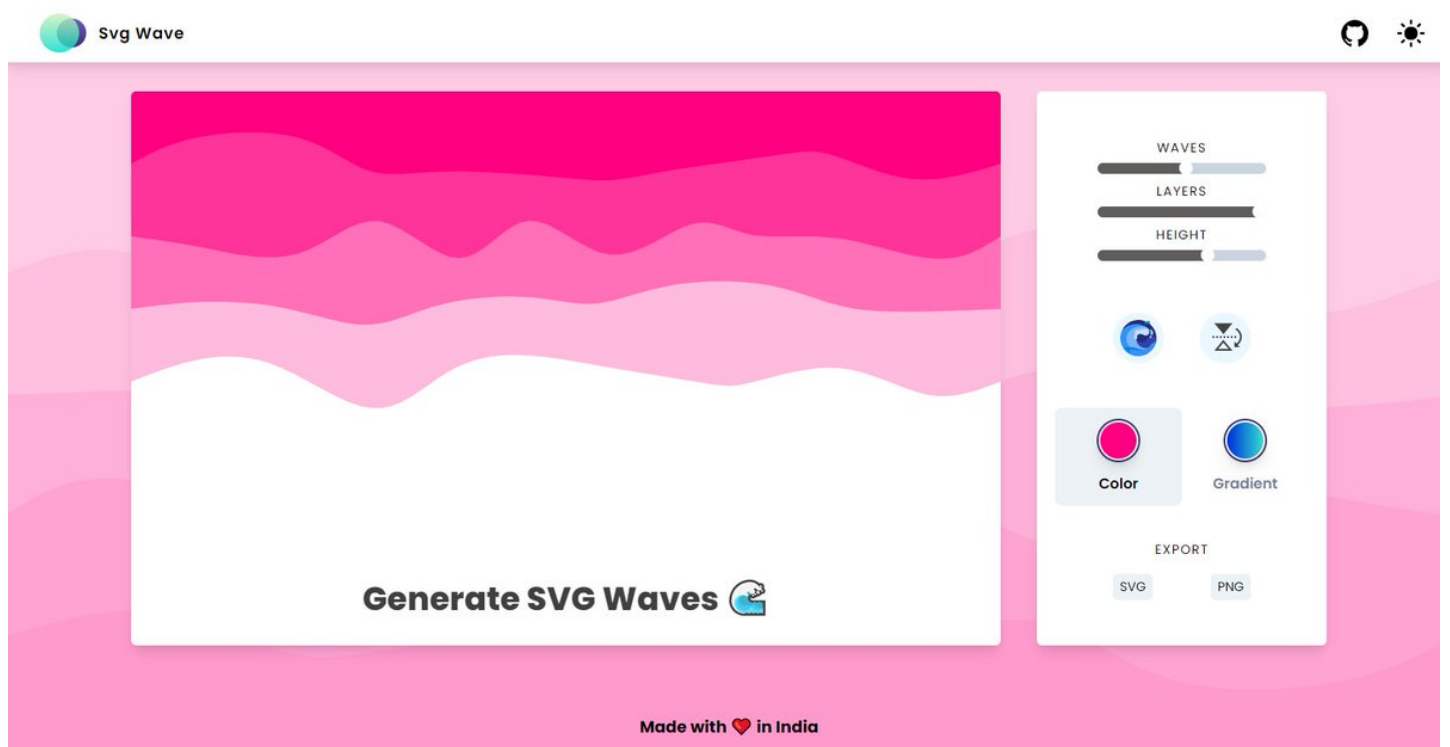 Svg Wave
WAVES
LAYERS
HEIGHT
Color
Gradient
EXPORT
SVG
PNG
Generate SVG Waves 🌊
Made with ❤️ in India